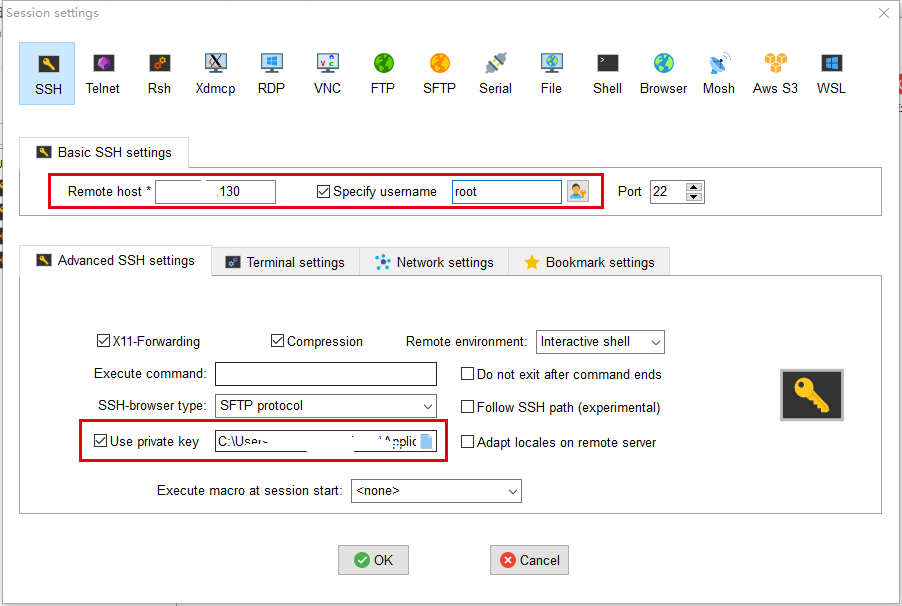 Session settings
SSH Telnet Rsh Xdmcp RDP VNC FTP SFTP Serial File Shell Browser Mosh Aws S3 WSL
Basic SSH settings
Remote host * .130 Specify username root Port 22
Advanced SSH settings Terminal settings Network settings Bookmark settings
X11-Forwarding Compression Remote environment: Interactive shell
Execute command: Do not exit after command ends
SSH-browser type: SFTP protocol Follow SSH path (experimental)
Use private key C:\Users \Applic Adapt locales on remote server
Execute macro at session start: <none>
OK Cancel